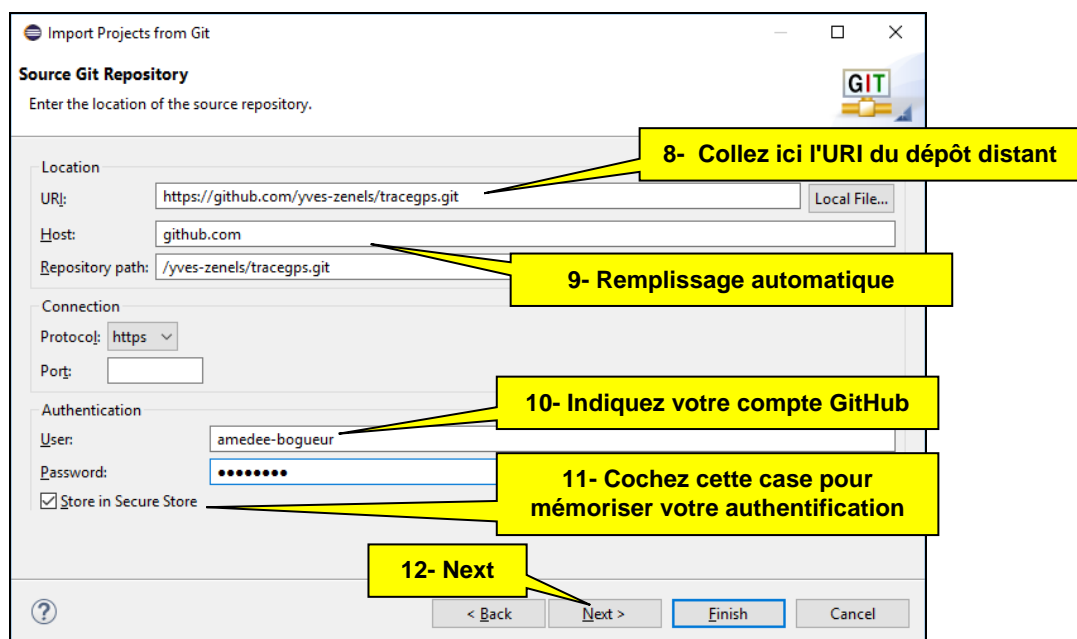 Import Projects from Git
Source Git Repository
Enter the location of the source repository.
GIT
8- Collez ici l'URI du dépôt distant
Location
URI: https://github.com/yves-zenels/tracegps.git Local File...
Host: github.com
Repository path: /yves-zenels/tracegps.git
9- Remplissage automatique
Connection
Protocol: https
Port:
10- Indiquez votre compte GitHub
Authentication
User: amedee-bogueur
Password: ●●●●●●●●
11- Cochez cette case pour
mémoriser votre authentification
Store in Secure Store
12- Next
? < Back Next > Finish Cancel